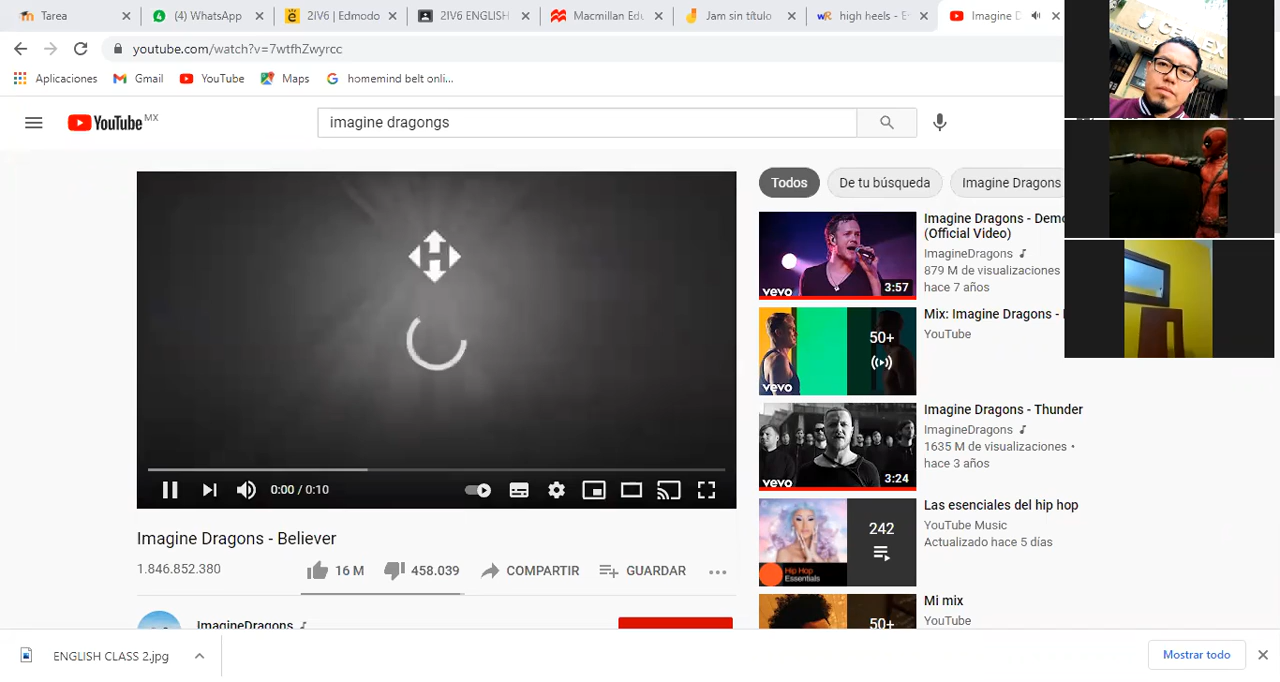 Tarea
(4) WhatsApp
2IV6 | Edmodo
2IV6 ENGLISH
Macmillan Edu
Jam sin título
high heels - E
Imagine D
youtube.com/watch?v=7wtfhZwyrcc
Aplicaciones
Gmail
YouTube
Maps
homemind belt onli...
YouTube MX
imagine dragongs
Todos
De tu búsqueda
Imagine Dragons
H
0:00 / 0:10
Imagine Dragons - Believer
1.846.852.380
16 M
458.039
COMPARTIR
GUARDAR
ImagineDragons
Imagine Dragons - Demo
(Official Video)
ImagineDragons
879 M de visualizaciones
hace 7 años
vevo
3:57
Mix: Imagine Dragons -
YouTube
50+
vevo
Imagine Dragons - Thunder
ImagineDragons
1635 M de visualizaciones •
hace 3 años
vevo
3:24
Las esenciales del hip hop
YouTube Music
Actualizado hace 5 días
242
Hip Hop
Essentials
Mi mix
YouTube
50+
ENGLISH CLASS 2.jpg
Mostrar todo